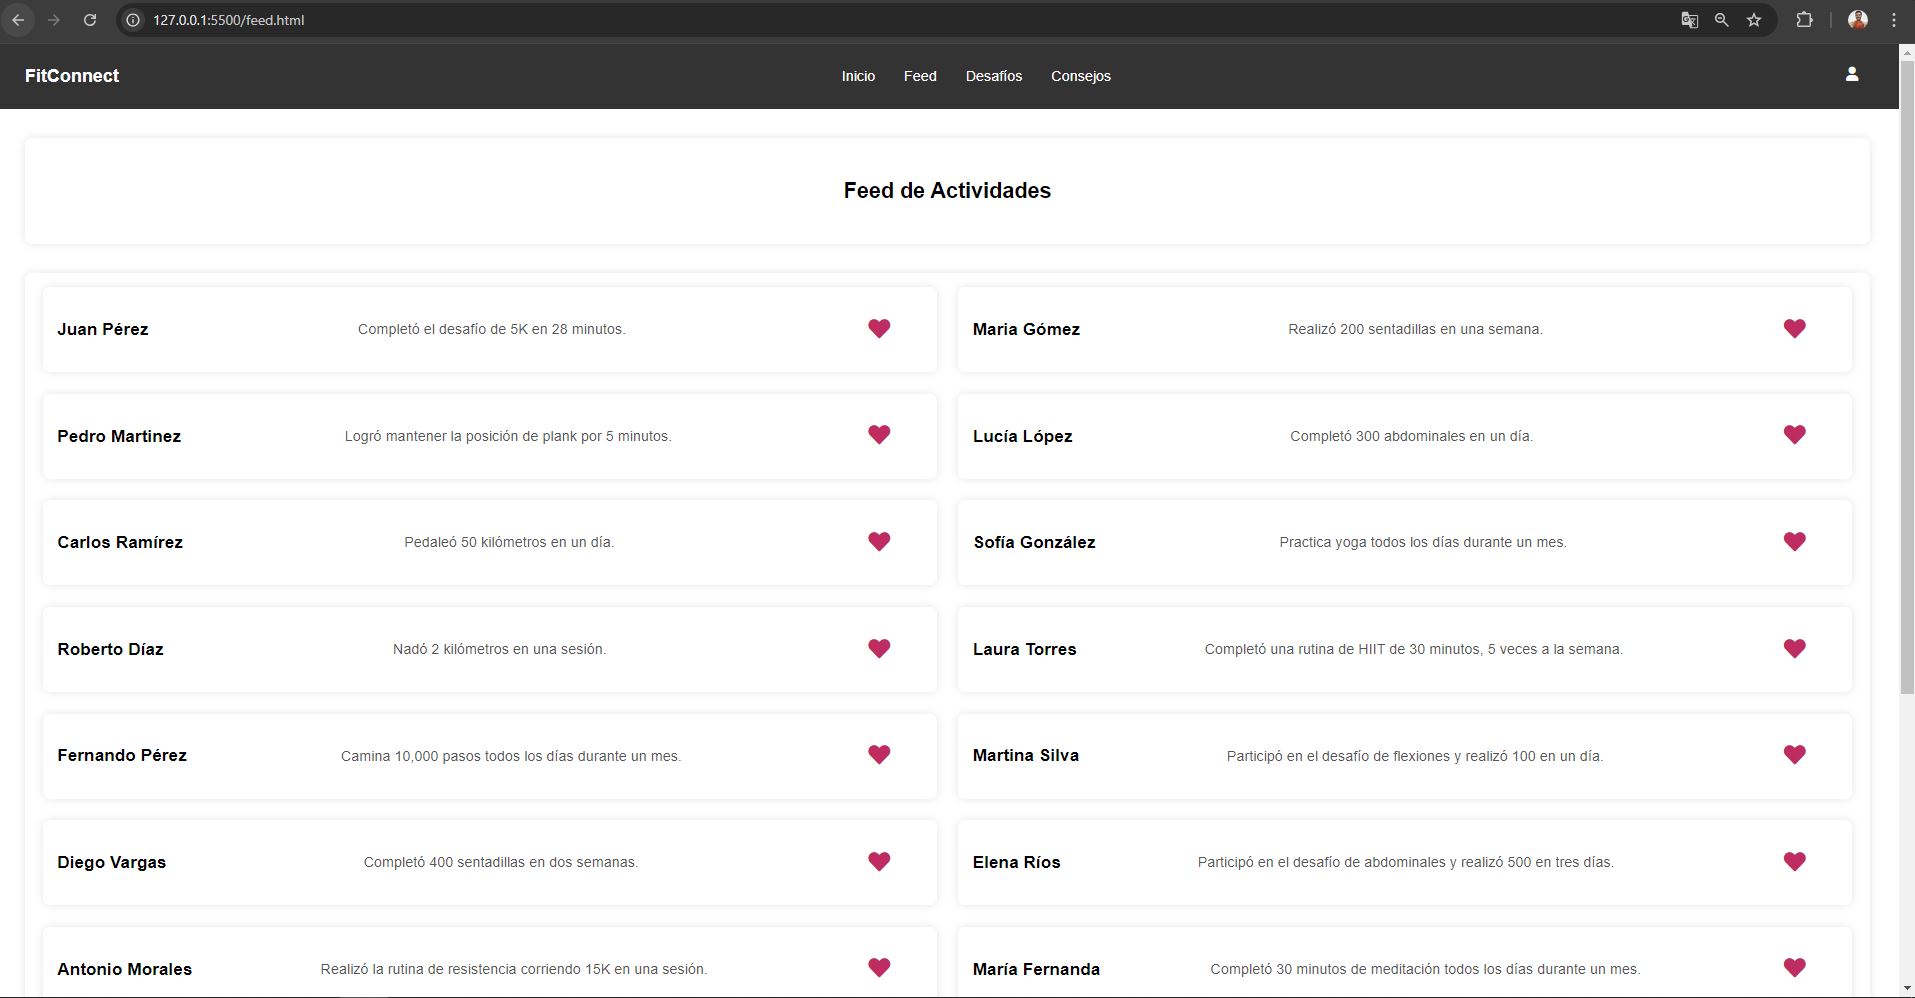 127.0.0.1:5500/feed.html
FitConnect
Inicio Feed Desafíos Consejos
Feed de Actividades
Juan Pérez Completó el desafío de 5K en 28 minutos.
Maria Gómez Realizó 200 sentadillas en una semana.
Pedro Martinez Logró mantener la posición de plank por 5 minutos.
Lucía López Completó 300 abdominales en un día.
Carlos Ramírez Pedaleó 50 kilómetros en un día.
Sofía González Practica yoga todos los días durante un mes.
Roberto Díaz Nadó 2 kilómetros en una sesión.
Laura Torres Completó una rutina de HIIT de 30 minutos, 5 veces a la semana.
Fernando Pérez Camina 10,000 pasos todos los días durante un mes.
Martina Silva Participó en el desafío de flexiones y realizó 100 en un día.
Diego Vargas Completó 400 sentadillas en dos semanas.
Elena Ríos Participó en el desafío de abdominales y realizó 500 en tres días.
Antonio Morales Realizó la rutina de resistencia corriendo 15K en una sesión.
María Fernanda Completó 30 minutos de meditación todos los días durante un mes.